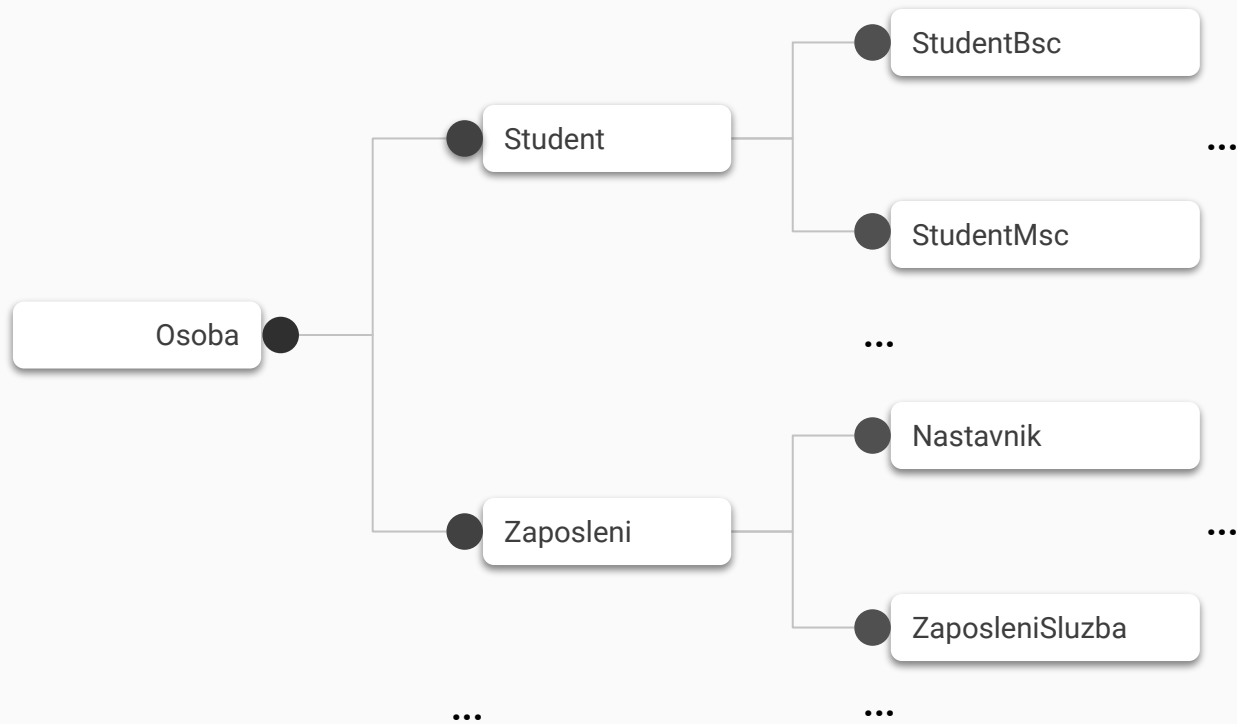 StudentBsc
Student
...
StudentMsc
Osoba
...
Nastavnik
Zaposleni
...
ZaposleniSluzba
...
...